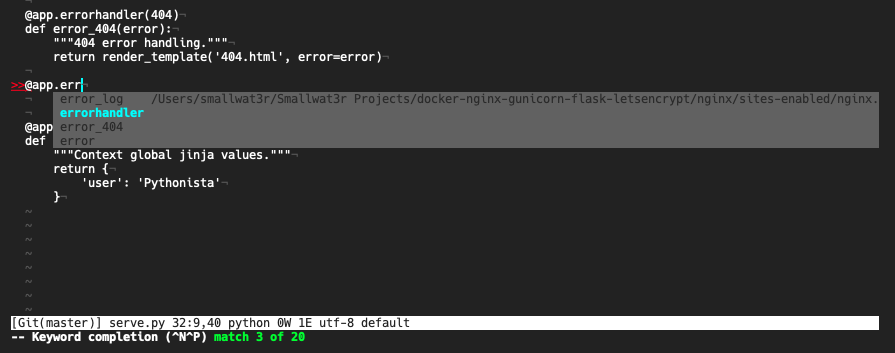 ¬
@app.errorhandler(404)¬
def error_404(error):¬
    """404 error handling."""¬
    return render_template('404.html', error=error)¬
¬
>>@app.err¬
¬   error_log    /Users/smallwat3r/Smallwat3r Projects/docker-nginx-gunicorn-flask-letsencrypt/nginx/sites-enabled/nginx.
¬   errorhandler
@app error_404
def  error
    """Context global jinja values."""¬
    return {¬
        'user': 'Pythonista'¬
    }¬
~
~
~
~
~
~
~
~
[Git(master)] serve.py 32:9,40 python 0W 1E utf-8 default
-- Keyword completion (^N^P) match 3 of 20